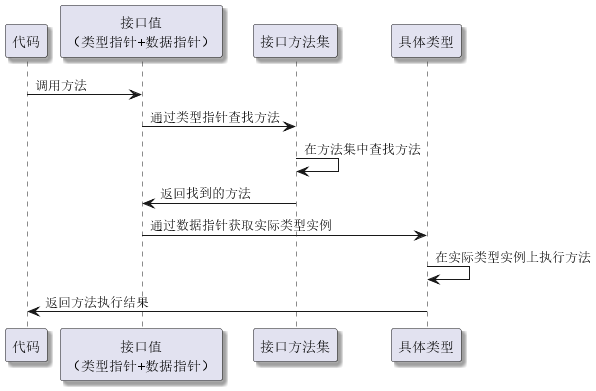 代码
接口值
（类型指针+数据指针）
接口方法集
具体类型
调用方法
通过类型指针查找方法
在方法集中查找方法
返回找到的方法
通过数据指针获取实际类型实例
在实际类型实例上执行方法
返回方法执行结果
代码
接口值
（类型指针+数据指针）
接口方法集
具体类型